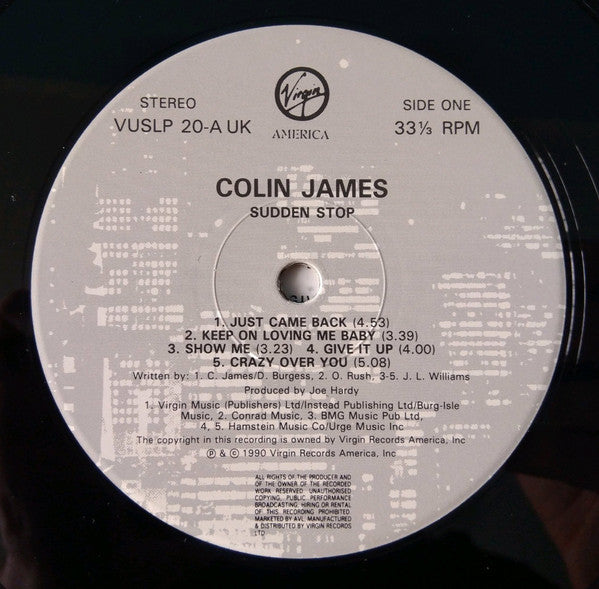 Virgin
AMERICA
STEREO
VUSLP 20-A UK
SIDE ONE
33⅓ RPM
COLIN JAMES
SUDDEN STOP
1. JUST CAME BACK (4.53)
2. KEEP ON LOVING ME BABY (3.39)
3. SHOW ME (3.23) 4. GIVE IT UP (4.00)
5. CRAZY OVER YOU (5.08)
Written by: 1. C. James/D. Burgess, 2. O. Rush, 3-5. J. L. Williams
Produced by Joe Hardy
1. Virgin Music (Publishers) Ltd/Instead Publishing Ltd/Burg-Isle
Music, 2. Conrad Music. 3. BMG Music Pub Ltd,
4, 5. Hamstein Music Co/Urge Music Inc
The copyright in this recording is owned by Virgin Records America, Inc
℗ & © 1990 Virgin Records America, Inc
ALL RIGHTS OF THE PRODUCER AND
OF THE OWNER OF THE RECORDED
WORK RESERVED. UNAUTHORISED
COPYING, PUBLIC PERFORMANCE
BROADCASTING, HIRING OR RENTAL
OF THIS RECORDING PROHIBITED.
MARKETED BY AVL. MANUFACTURED
& DISTRIBUTED BY VIRGIN RECORDS
LTD